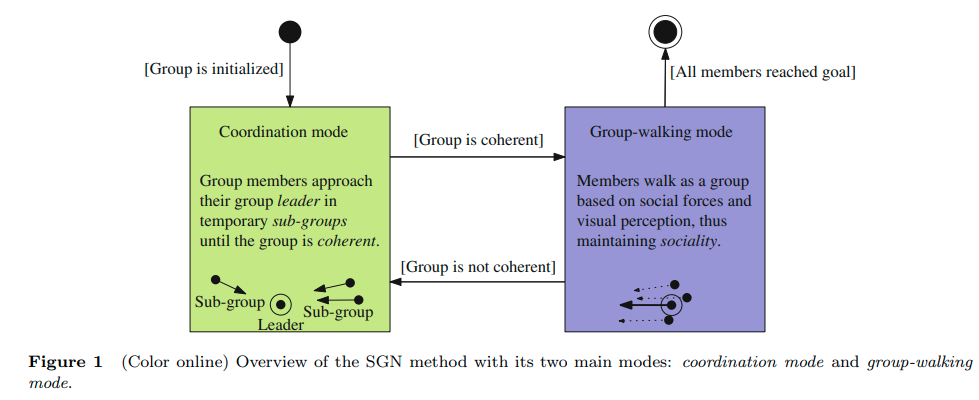 [Group is initialized]
[All members reached goal]
Coordination mode
Group members approach
their group leader in
temporary sub-groups
until the group is coherent.
Sub-group
Leader
Sub-group
[Group is coherent]
[Group is not coherent]
Group-walking mode
Members walk as a group
based on social forces and
visual perception, thus
maintaining sociality.
Figure 1 (Color online) Overview of the SGN method with its two main modes: coordination mode and group-walking
mode.